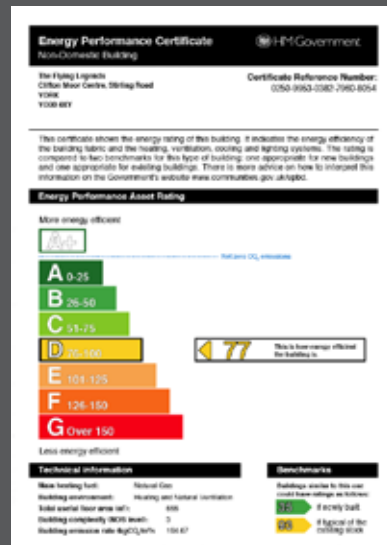 Energy Performance Certificate
HM Government
Non-Domestic Building
The Flying Legends
Clifton Moor Centre, Stirling Road
YORK
Certificate Reference Number:
This certificate shows the energy rating of this building. It indicates the energy efficiency of
the building fabric and the heating, ventilation, cooling and lighting systems. The rating is
compared to two benchmarks for this type of building: one appropriate for new buildings
and one appropriate for existing buildings. There is more advice on how to interpret this
information on the Government's website www.communities.gov.uk/epbd.
Energy Performance Asset Rating
More energy efficient
A+
Net zero CO₂ emissions
A 0-25
B 26-50
C 51-75
D 76-100
77
This is how energy efficient
the building is.
E 101-125
F 126-150
G Over 150
Less energy efficient
Technical information
Main heating fuel: Natural Gas
Building environment: Heating and Natural Ventilation
Total useful floor area (m²):
Building complexity (NOS level): 3
Building emission rate (kgCO₂/m²):
Benchmarks
Buildings similar to this one
could have ratings as follows:
if newly built
if typical of the
existing stock